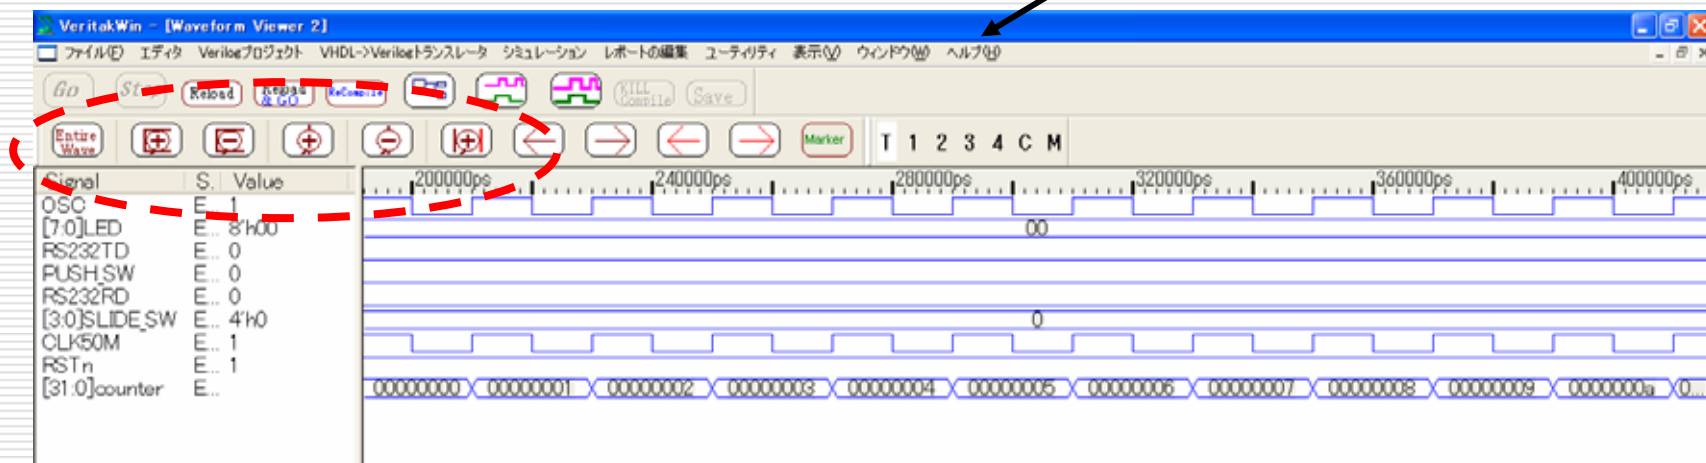 VeritakWin - [Waveform Viewer 2]
ファイル(F) エディタ Verilogプロジェクト VHDL->Verilogトランスレータ シミュレーション レポートの編集 ユーティリティ 表示(V) ウィンドウ(W) ヘルプ(H)
Go Stop Reload Reload & GO ReCompile KILL Compile Save
Entire Wave Marker T 1 2 3 4 C M
Signal S. Value 200000ps 240000ps 280000ps 320000ps 360000ps 400000ps
OSC E... 1
[7:0]LED E... 8'h00 00
RS232TD E... 0
PUSH_SW E... 0
RS232RD E... 0
[3:0]SLIDE_SW E... 4'h0 0
CLK50M E... 1
RSTn E... 1
[31:0]counter E... 00000000 00000001 00000002 00000003 00000004 00000005 00000006 00000007 00000008 00000009 0000000a 0...